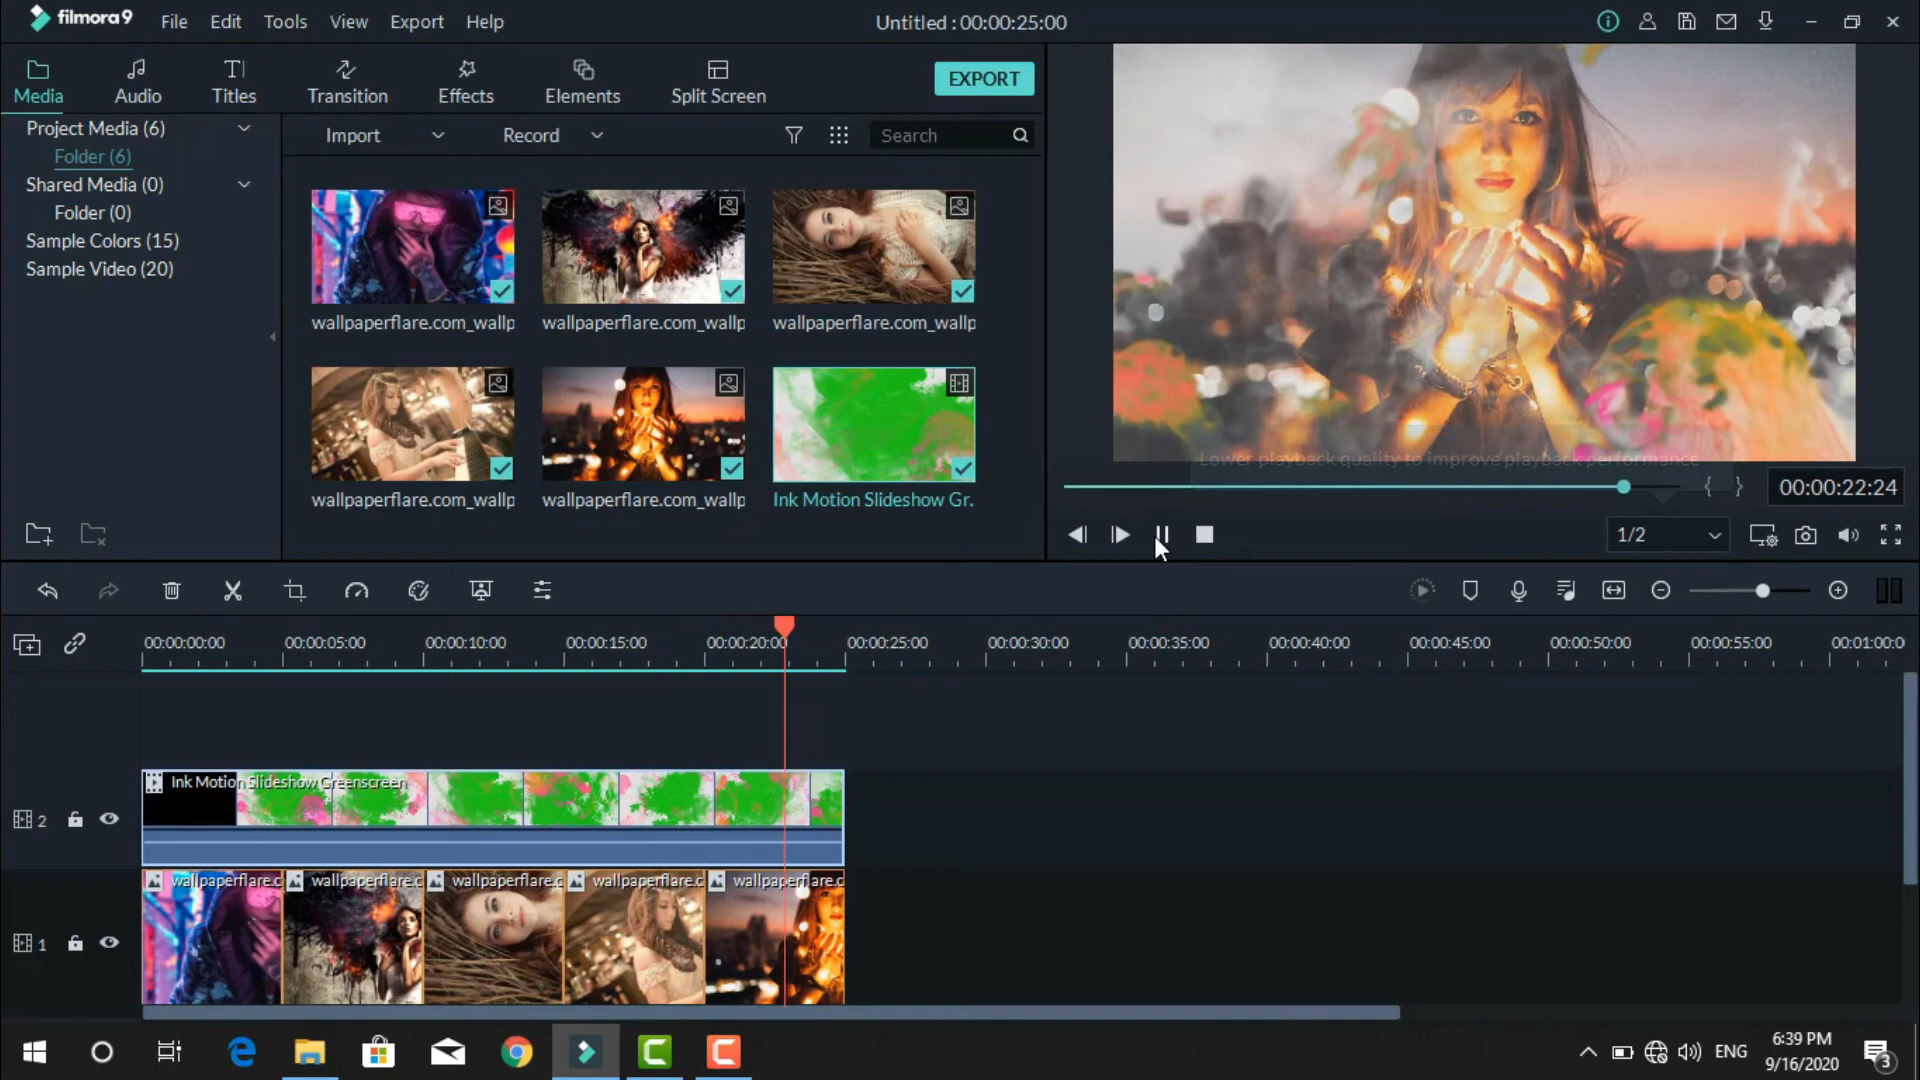 filmora9 File Edit Tools View Export Help Untitled : 00:00:25:00
Media Audio Titles Transition Effects Elements Split Screen EXPORT
Project Media (6)
Folder (6)
Shared Media (0)
Folder (0)
Sample Colors (15)
Sample Video (20)
Import Record Search
wallpaperflare.com_wallp wallpaperflare.com_wallp wallpaperflare.com_wallp
wallpaperflare.com_wallp wallpaperflare.com_wallp Ink Motion Slideshow Gr.
Lower playback quality to improve playback performance
{ } 00:00:22:24
1/2
00:00:00:00 00:00:05:00 00:00:10:00 00:00:15:00 00:00:20:00 00:00:25:00 00:00:30:00 00:00:35:00 00:00:40:00 00:00:45:00 00:00:50:00 00:00:55:00 00:01:00:0
Ink Motion Slideshow Greenscreen
2
wallpaperflare.c wallpaperflare.c wallpaperflare.c wallpaperflare.c wallpaperflare.c
1
ENG
6:39 PM
9/16/2020
3